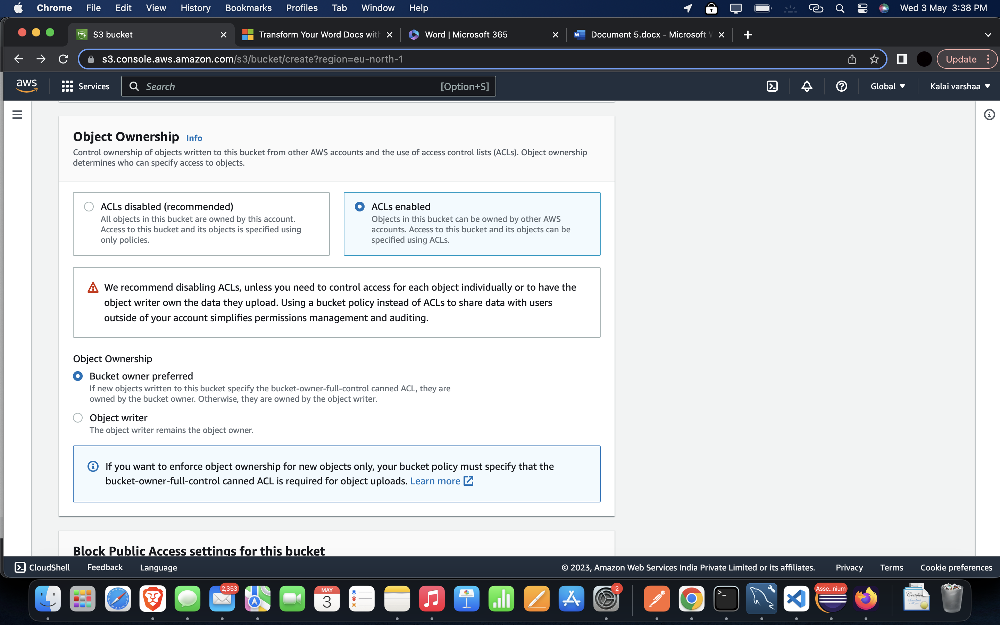 Chrome File Edit View History Bookmarks Profiles Tab Window Help Wed 3 May 3:38 PM
S3 bucket Transform Your Word Docs with Word | Microsoft 365 Document 5.docx - Microsoft W
s3.console.aws.amazon.com/s3/bucket/create?region=eu-north-1 Update
aws Services Search [Option+S] Global Kalai varshaa
Object Ownership Info
Control ownership of objects written to this bucket from other AWS accounts and the use of access control lists (ACLs). Object ownership
determines who can specify access to objects.
ACLs disabled (recommended)
All objects in this bucket are owned by this account.
Access to this bucket and its objects is specified using
only policies.
ACLs enabled
Objects in this bucket can be owned by other AWS
accounts. Access to this bucket and its objects can be
specified using ACLs.
We recommend disabling ACLs, unless you need to control access for each object individually or to have the
object writer own the data they upload. Using a bucket policy instead of ACLs to share data with users
outside of your account simplifies permissions management and auditing.
Object Ownership
Bucket owner preferred
If new objects written to this bucket specify the bucket-owner-full-control canned ACL, they are
owned by the bucket owner. Otherwise, they are owned by the object writer.
Object writer
The object writer remains the object owner.
If you want to enforce object ownership for new objects only, your bucket policy must specify that the
bucket-owner-full-control canned ACL is required for object uploads. Learn more
Block Public Access settings for this bucket
CloudShell Feedback Language © 2023, Amazon Web Services India Private Limited or its affiliates. Privacy Terms Cookie preferences
2,353 MAY 2 Asse...nium
3